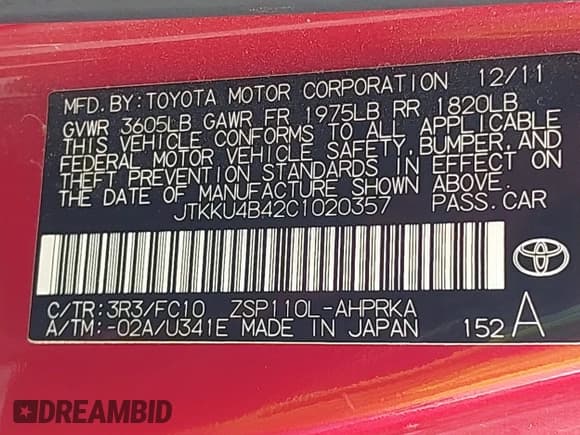 MFD. BY: TOYOTA MOTOR CORPORATION 12/11
GVWR 3605LB GAWR FR 1975LB RR 1820LB
THIS VEHICLE CONFORMS TO ALL APPLICABLE
FEDERAL MOTOR VEHICLE SAFETY, BUMPER, AND
THEFT PREVENTION STANDARDS IN EFFECT ON
THE DATE OF MANUFACTURE SHOWN ABOVE.
JTKKU4B42C1020357 PASS. CAR
C/TR: 3R3/FC10 ZSP110L-AHPRKA
A/TM: -02A/U341E MADE IN JAPAN 152 A
TOYOTA
DREAMBID